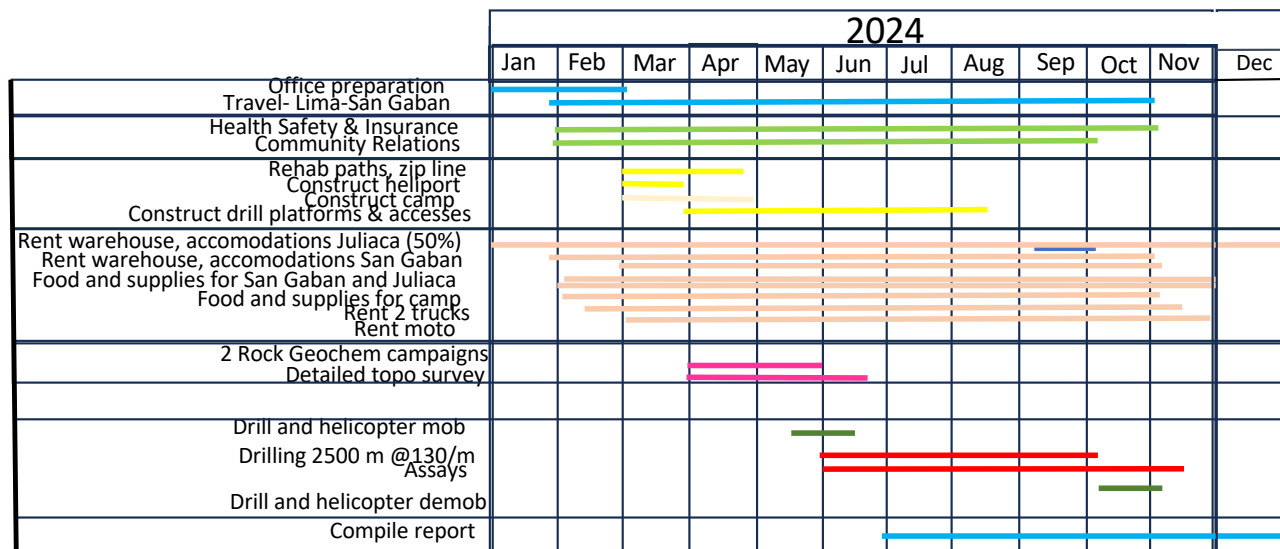 2024
Jan Feb Mar Apr May Jun Jul Aug Sep Oct Nov Dec
Office preparation
Travel- Lima-San Gaban
Health Safety & Insurance
Community Relations
Rehab paths, zip line
Construct heliport
Construct camp
Construct drill platforms & accesses
Rent warehouse, accomodations Juliaca (50%)
Rent warehouse, accomodations San Gaban
Food and supplies for San Gaban and Juliaca
Food and supplies for camp
Rent 2 trucks
Rent moto
2 Rock Geochem campaigns
Detailed topo survey
Drill and helicopter mob
Drilling 2500 m @130/m
Assays
Drill and helicopter demob
Compile report